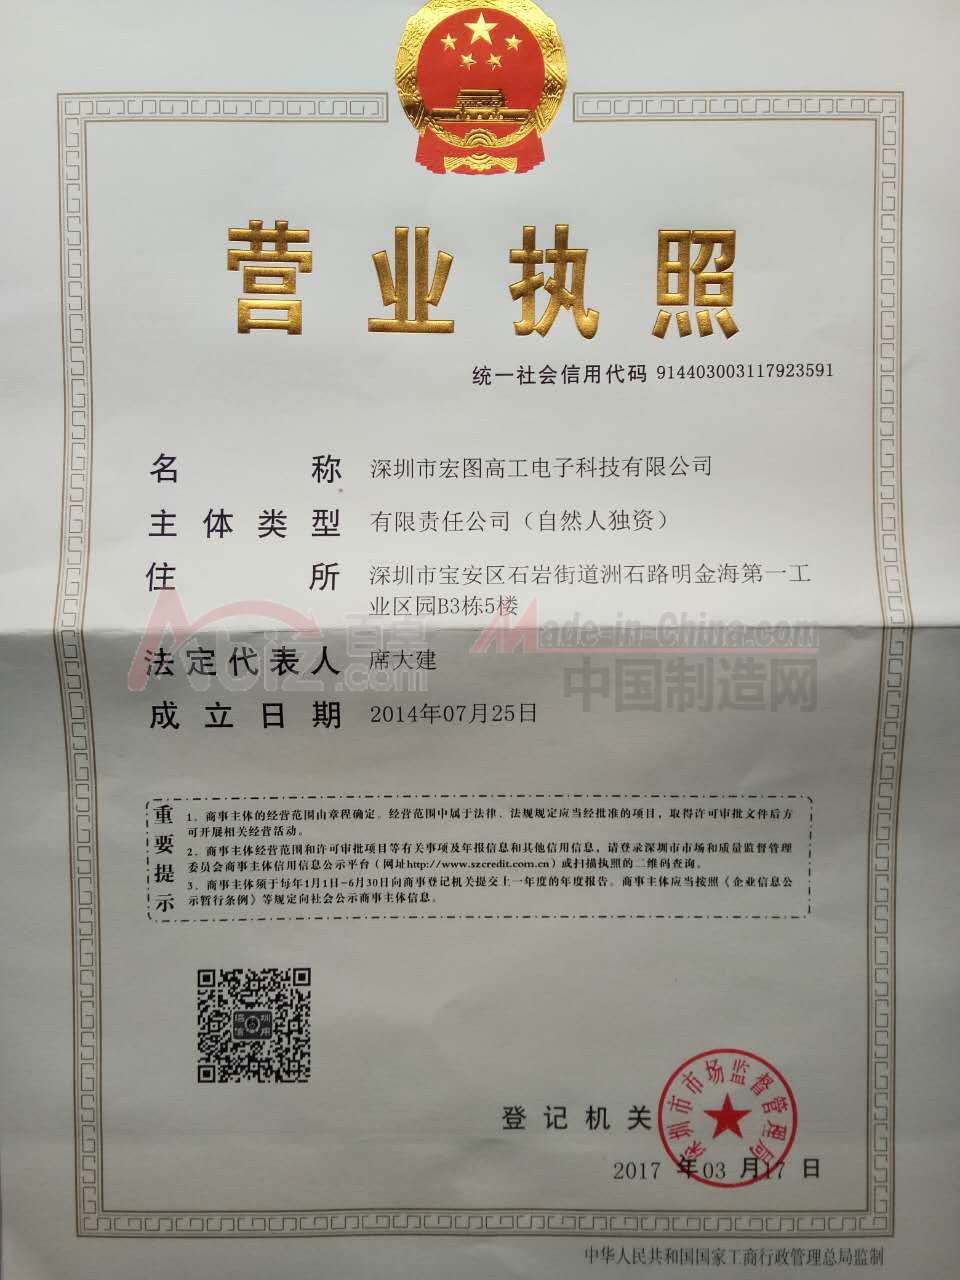 营业执照
统一社会信用代码 914403003117923591
名称 深圳市宏图高工电子科技有限公司
主体类型 有限责任公司（自然人独资）
住所 深圳市宝安区石岩街道洲石路明金海第一工
业区园B3栋5楼
法定代表人 席大建
成立日期 2014年07月25日
百卓
Abiz.com
Made-in-China.com
中国制造网
重要提示
1．商事主体的经营范围由章程确定。经营范围中属于法律、法规规定应当经批准的项目，取得许可审批文件后方
可开展相关经营活动。
2．商事主体经营范围和许可审批项目等有关事项及年报信息和其他信用信息，请登录深圳市市场和质量监督管理
委员会商事主体信用信息公示平台（网址http://www.szcredit.com.cn）或扫描执照的二维码查询。
3．商事主体须于每年1月1日-6月30日向商事登记机关提交上一年度的年度报告。商事主体应当按照《企业信息公
示暂行条例》等规定向社会公示商事主体信息。
深圳信用
登记机关
深圳市市场监督管理局
2017 年 03 月 17 日
中华人民共和国国家工商行政管理总局监制